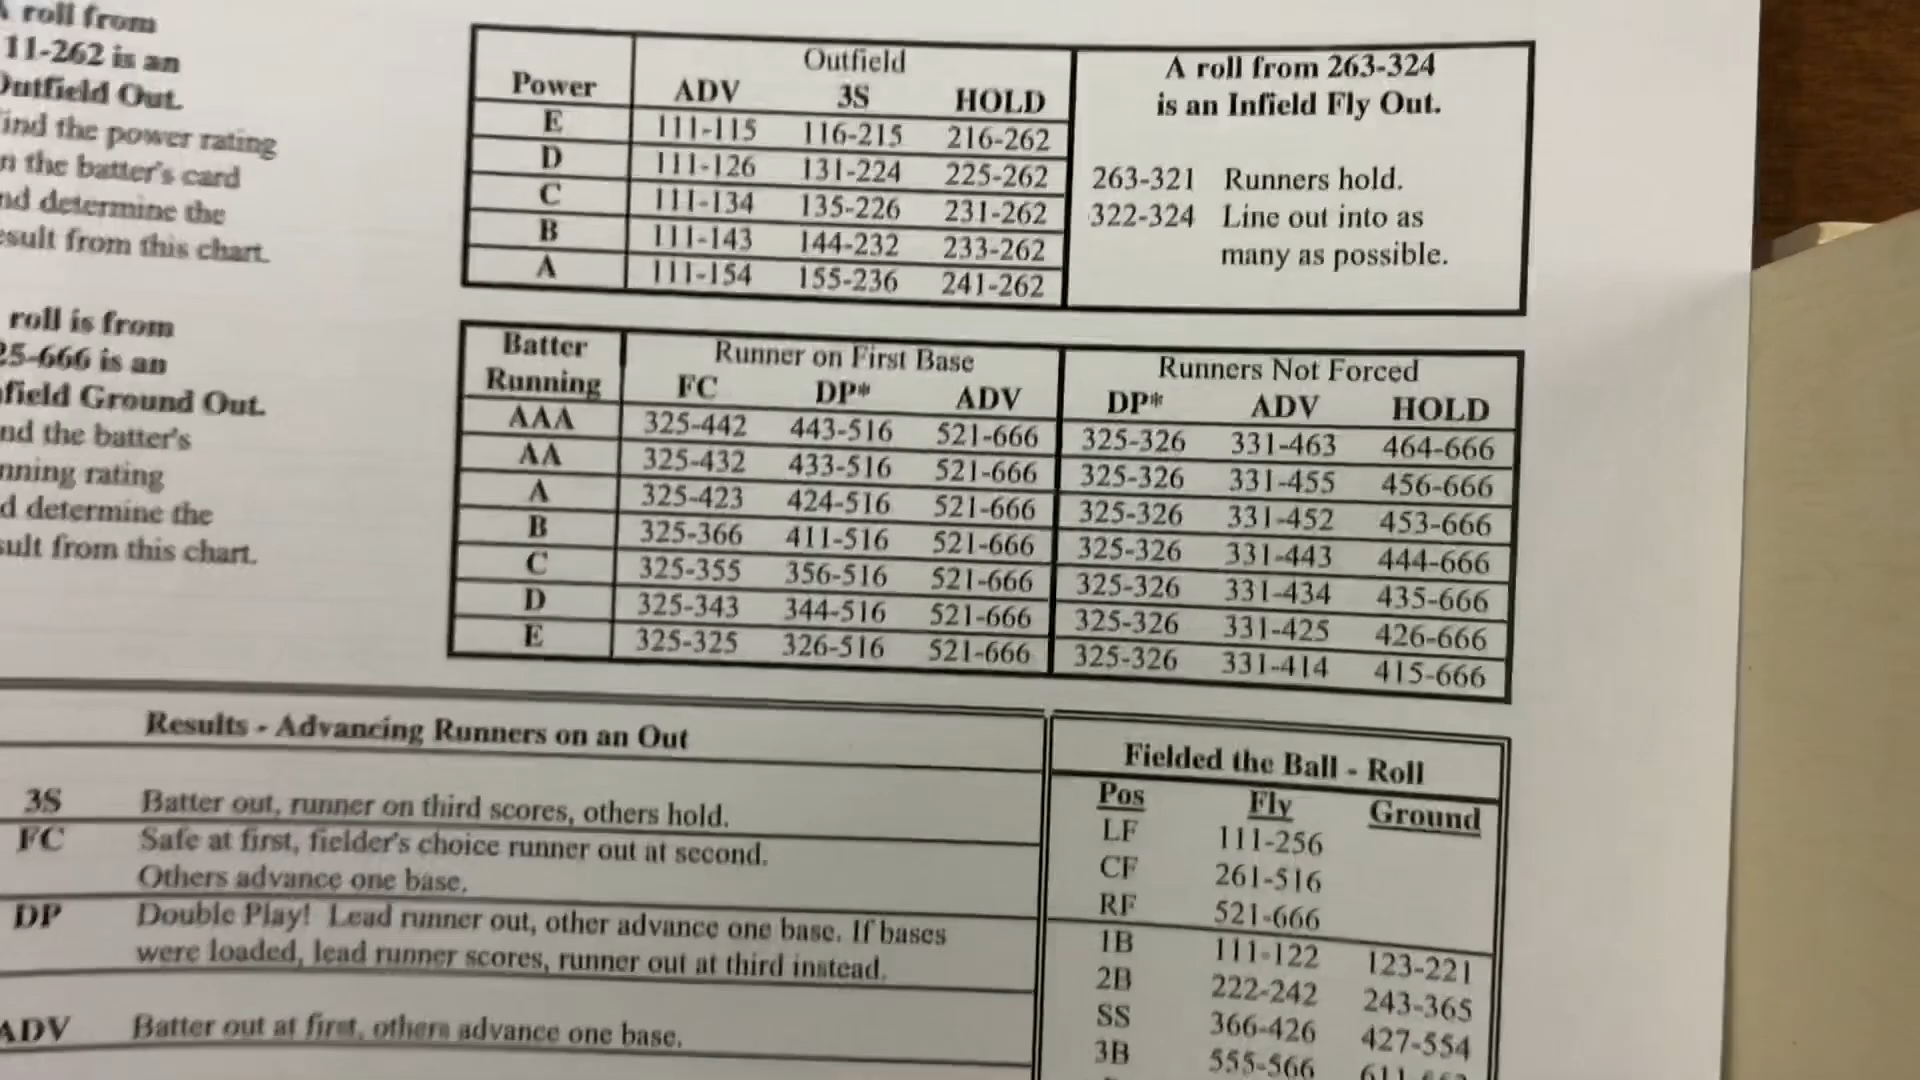 roll from
11-262 is an
Outfield Out.
ind the power rating
n the batter's card
nd determine the
esult from this chart.
Power Outfield
ADV 3S HOLD
E 111-115 116-215 216-262
D 111-126 131-224 225-262
C 111-134 135-226 231-262
B 111-143 144-232 233-262
A 111-154 155-236 241-262
A roll from 263-324
is an Infield Fly Out.
263-321 Runners hold.
322-324 Line out into as
many as possible.
roll is from
25-666 is an
nfield Ground Out.
nd the batter's
nning rating
d determine the
sult from this chart.
Batter Running
Runner on First Base Runners Not Forced
FC DP* ADV DP* ADV HOLD
AAA 325-442 443-516 521-666 325-326 331-463 464-666
AA 325-432 433-516 521-666 325-326 331-455 456-666
A 325-423 424-516 521-666 325-326 331-452 453-666
B 325-366 411-516 521-666 325-326 331-443 444-666
C 325-355 356-516 521-666 325-326 331-434 435-666
D 325-343 344-516 521-666 325-326 331-425 426-666
E 325-325 326-516 521-666 325-326 331-414 415-666
Results - Advancing Runners on an Out
3S Batter out, runner on third scores, others hold.
FC Safe at first, fielder's choice runner out at second.
Others advance one base.
DP Double Play! Lead runner out, other advance one base. If bases
were loaded, lead runner scores, runner out at third instead.
ADV Batter out at first, others advance one base.
Fielded the Ball - Roll
Pos Fly Ground
LF 111-256
CF 261-516
RF 521-666
1B 111-122 123-221
2B 222-242 243-365
SS 366-426 427-554
3B 555-566